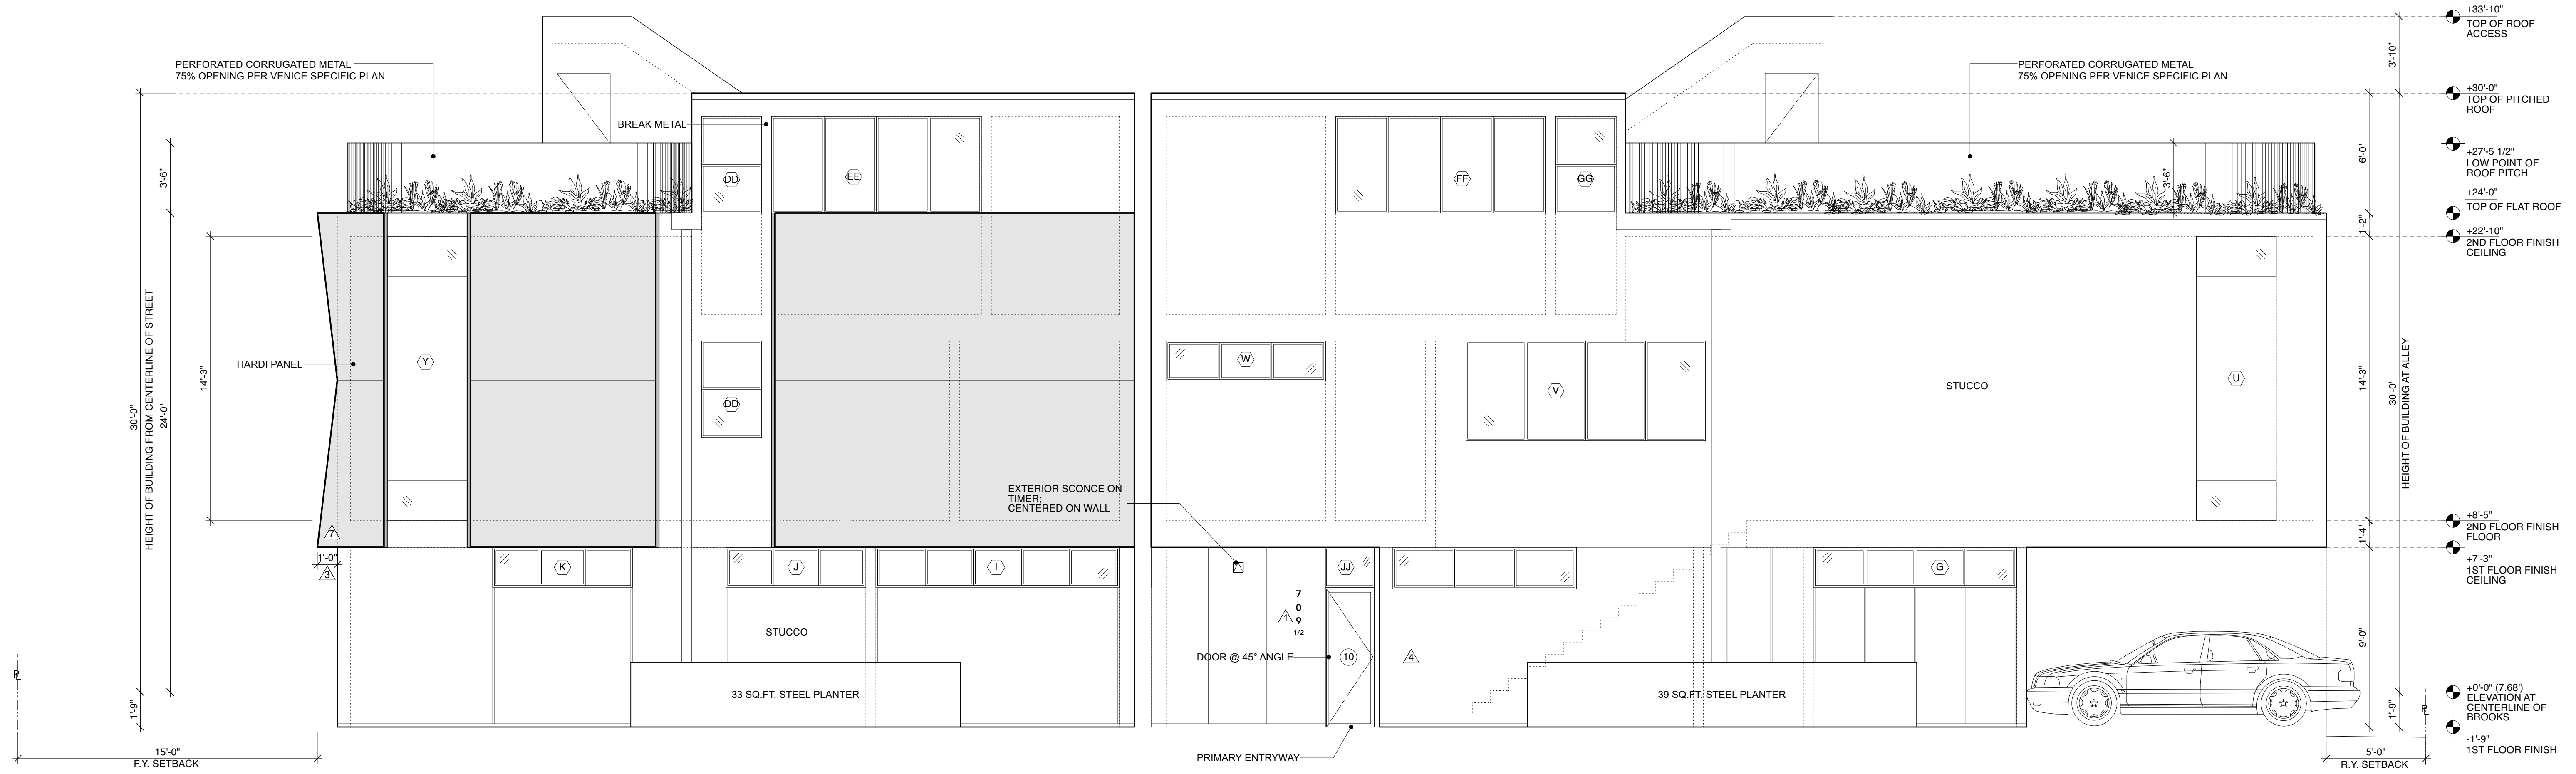 PERFORATED CORRUGATED METAL
75% OPENING PER VENICE SPECIFIC PLAN
BREAK METAL
DD
EE
3'-6"
HARDI PANEL
Y
DD
14'-3"
30'-0"
HEIGHT OF BUILDING FROM CENTERLINE OF STREET
24'-0"
7
1'-0"
3
K
J
I
STUCCO
33 SQ.FT. STEEL PLANTER
1'-9"
PL
15'-0"
F.Y. SETBACK
EXTERIOR SCONCE ON
TIMER;
CENTERED ON WALL
PERFORATED CORRUGATED METAL
75% OPENING PER VENICE SPECIFIC PLAN
FF
GG
3'-6"
W
V
STUCCO
U
JJ
G
7
0
9
1/2
1
DOOR @ 45° ANGLE
10
4
39 SQ.FT. STEEL PLANTER
PRIMARY ENTRYWAY
3'-10"
6'-0"
1'-2"
14'-3"
30'-0"
HEIGHT OF BUILDING AT ALLEY
1'-4"
9'-0"
1'-9"
PL
5'-0"
R.Y. SETBACK
+33'-10"
TOP OF ROOF
ACCESS
+30'-0"
TOP OF PITCHED
ROOF
+27'-5 1/2"
LOW POINT OF
ROOF PITCH
+24'-0"
TOP OF FLAT ROOF
+22'-10"
2ND FLOOR FINISH
CEILING
+8'-5"
2ND FLOOR FINISH
FLOOR
+7'-3"
1ST FLOOR FINISH
CEILING
+0'-0" (7.68')
ELEVATION AT
CENTERLINE OF
BROOKS
-1'-9"
1ST FLOOR FINISH